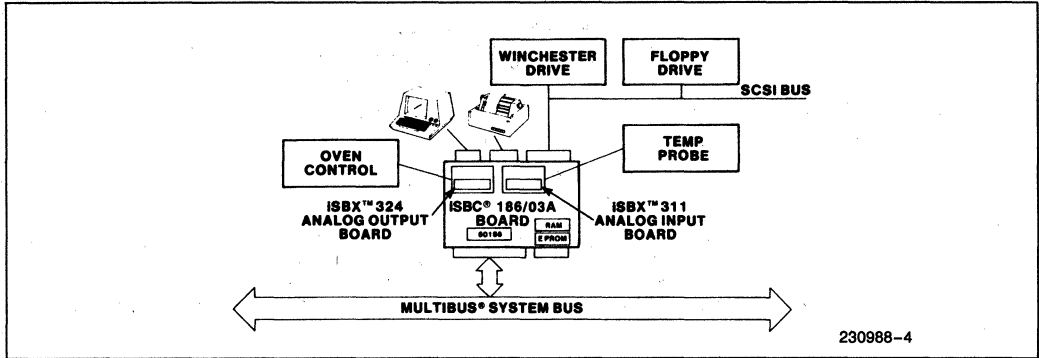 WINCHESTER
DRIVE
FLOPPY
DRIVE
SCSI BUS
OVEN
CONTROL
TEMP
PROBE
iSBX™ 324
ANALOG OUTPUT
BOARD
iSBC® 186/03A
BOARD
80186
RAM
EPROM
iSBX™ 311
ANALOG INPUT
BOARD
MULTIBUS® SYSTEM BUS
230988-4